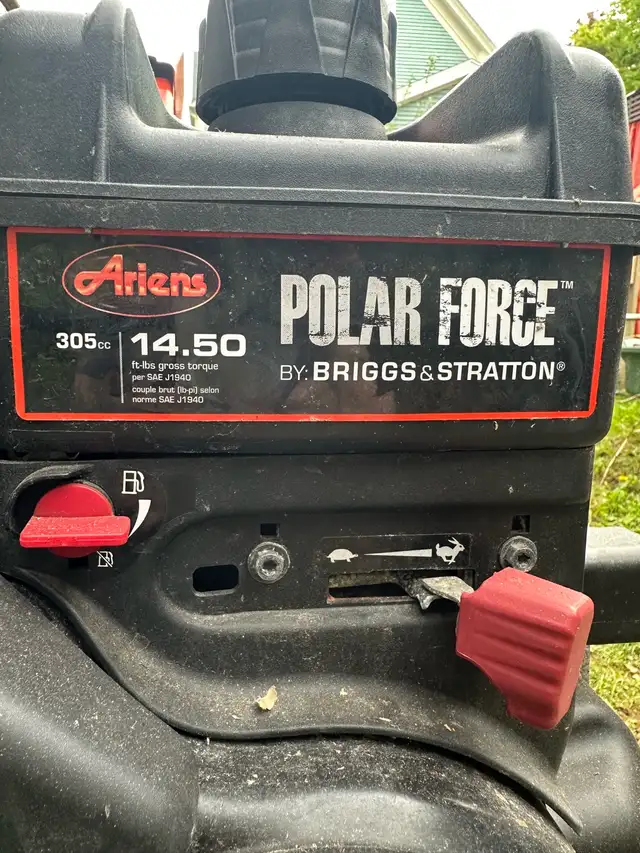 Ariens
POLAR FORCE™
305cc
14.50
ft-lbs gross torque
per SAE J1940
couple brut (lb-pi) selon
norme SAE J1940
BY: BRIGGS & STRATTON®